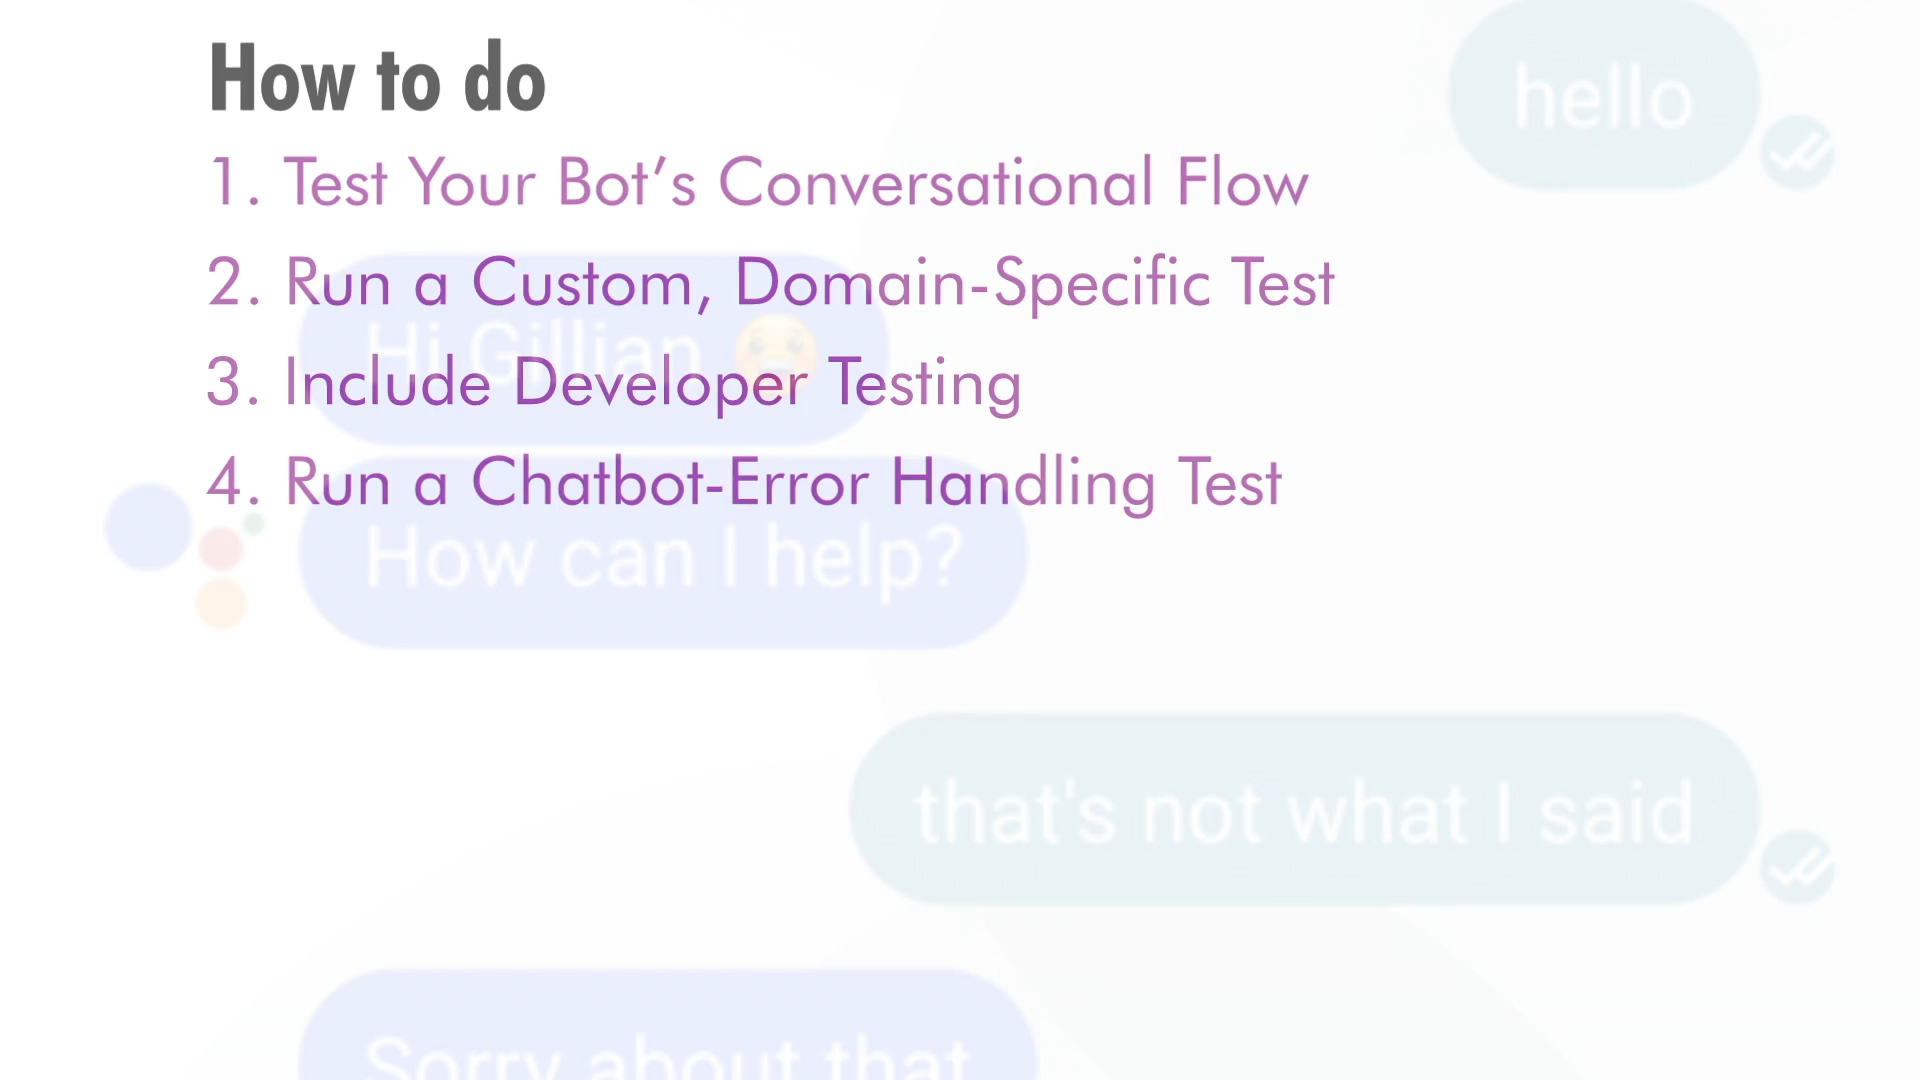 How to do
hello
1. Test Your Bot’s Conversational Flow
2. Run a Custom, Domain-Specific Test
Hi Gillian
3. Include Developer Testing
4. Run a Chatbot-Error Handling Test
How can I help?
that's not what I said
Sorry about that